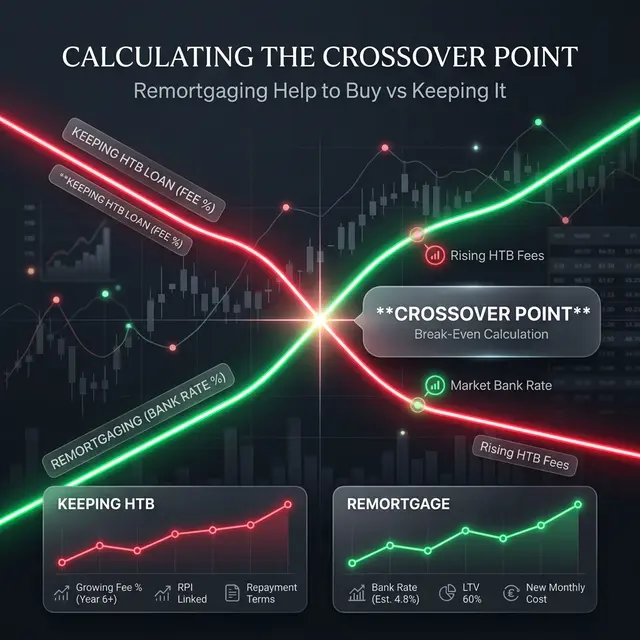 CALCULATING THE CROSSOVER POINT
Remortgaging Help to Buy vs Keeping It
KEEPING HTB LOAN (FEE %)
**KEEPING HTB LOAN (FEE %)
Rising HTB Fees
**CROSSOVER POINT**
Break-Even Calculation
Market Bank Rate
REMORTGAGING (BANK RATE %)
Rising HTB Fees
KEEPING HTB
Growing Fee %
(Year 6+)
RPI
Linked
Repayment
Terms
REMORTGAGE
Bank Rate
(Est. 4.8%)
LTV
60%
New Monthly
Cost